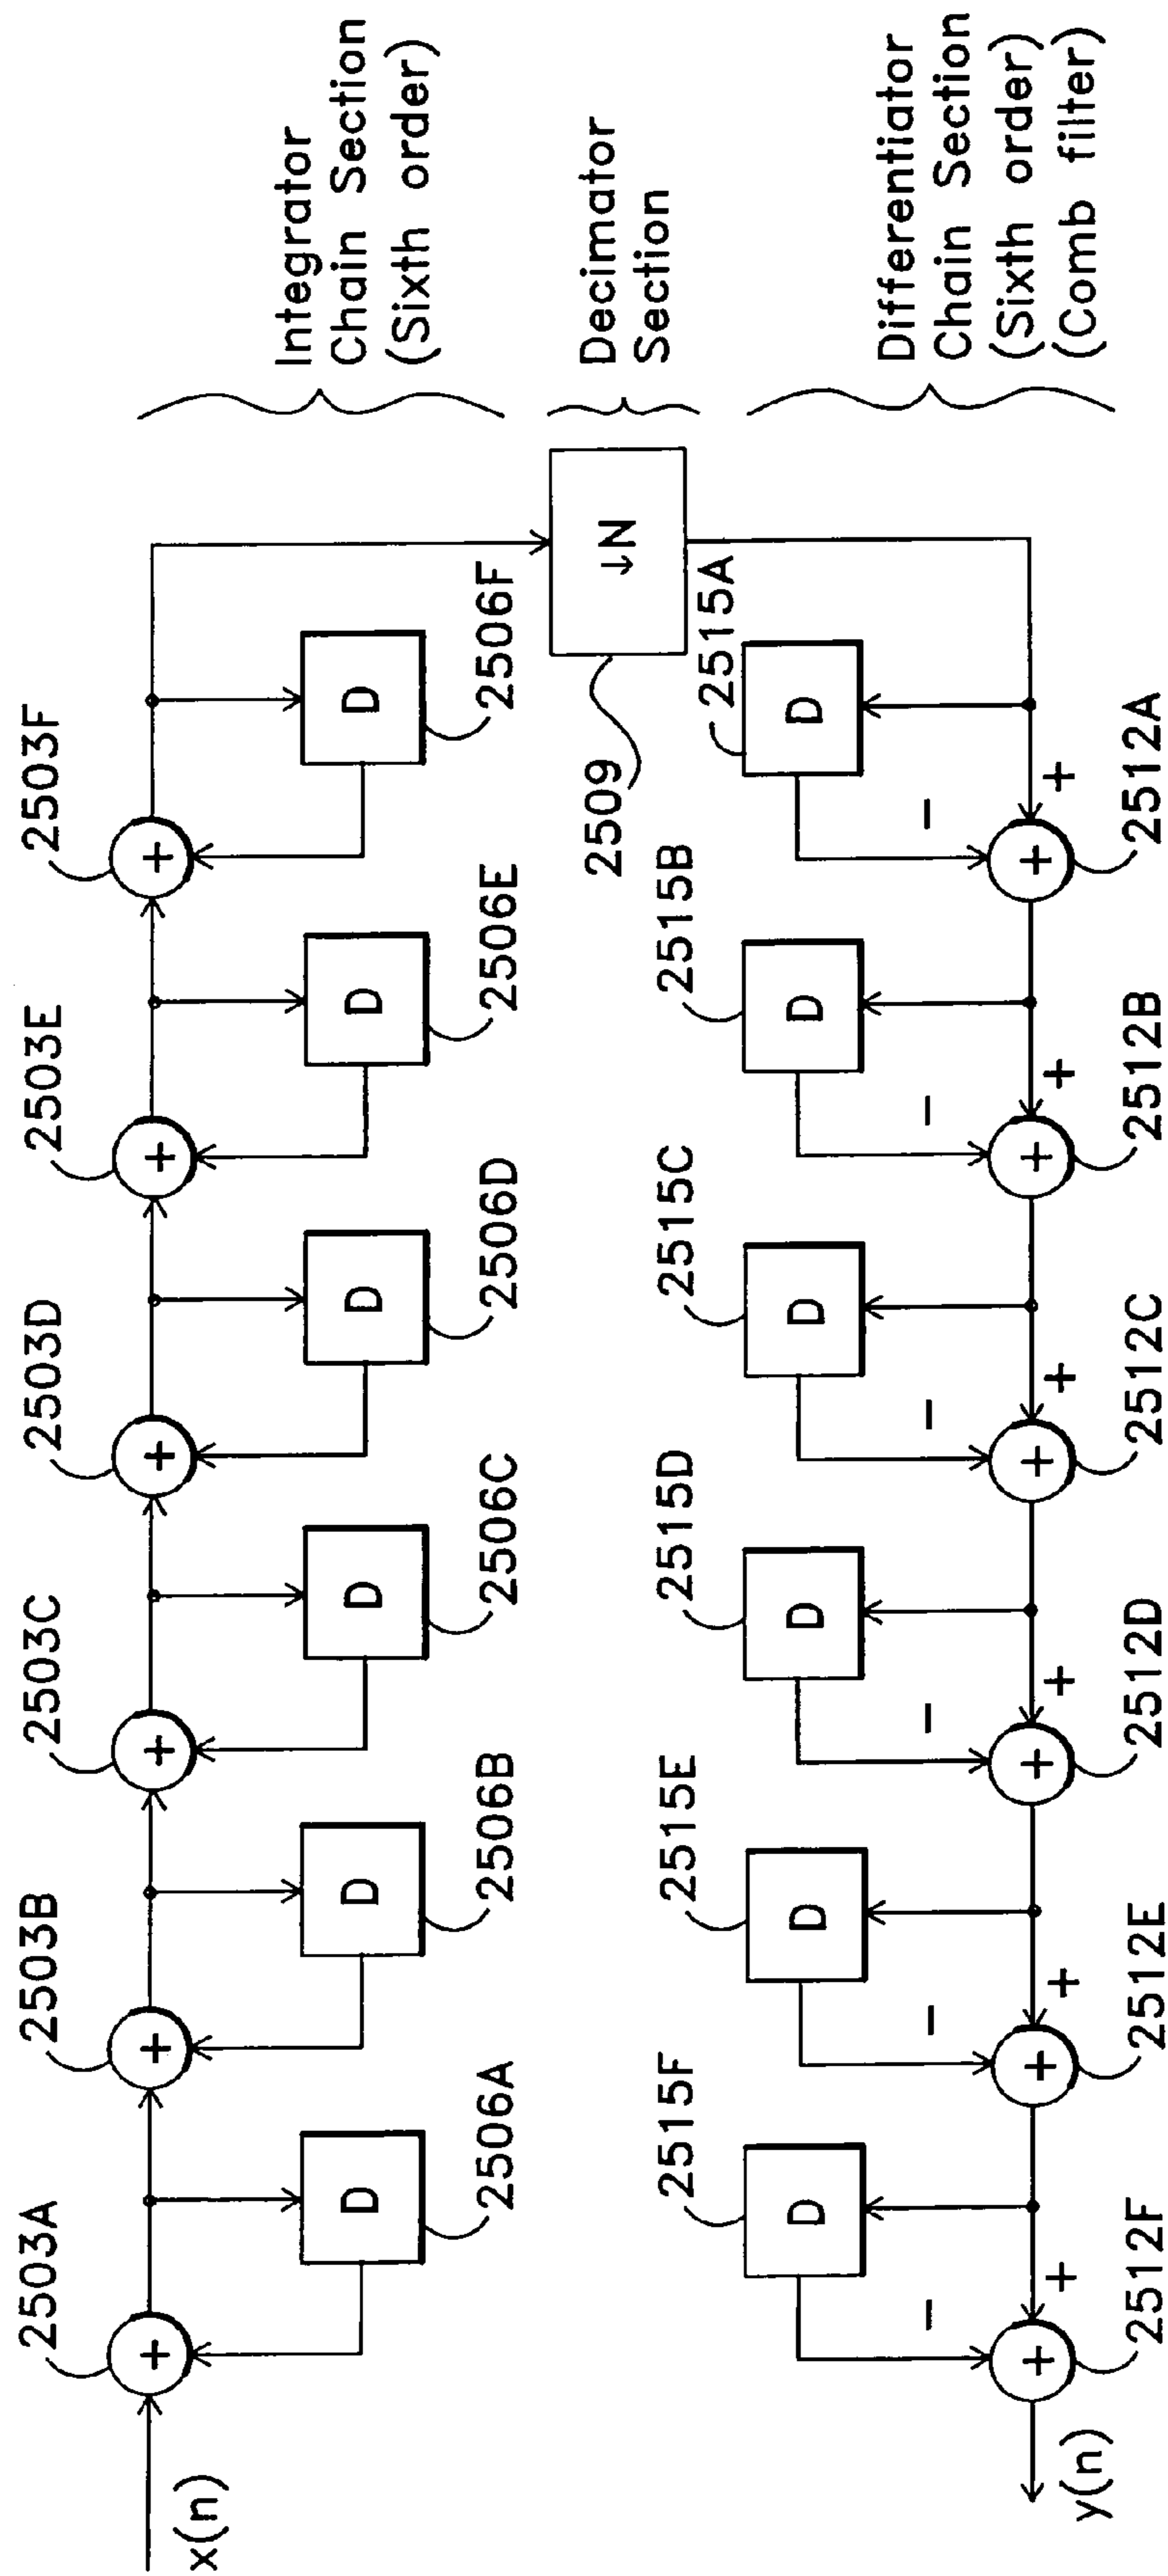 2503A
2503B
2503C
2503D
2503E
2503F
x(n)
+
+
+
+
+
+
D
D
D
D
D
D
2506A
2506B
2506C
2506D
2506E
2506F
Integrator
Chain Section
(Sixth order)
2509
↓N
Decimator
Section
2515F
2515E
2515D
2515C
2515B
2515A
D
D
D
D
D
D
−
−
−
−
−
−
+
+
+
+
+
+
+
+
+
+
+
+
y(n)
2512F
2512E
2512D
2512C
2512B
2512A
Differentiator
Chain Section
(Sixth order)
(Comb filter)